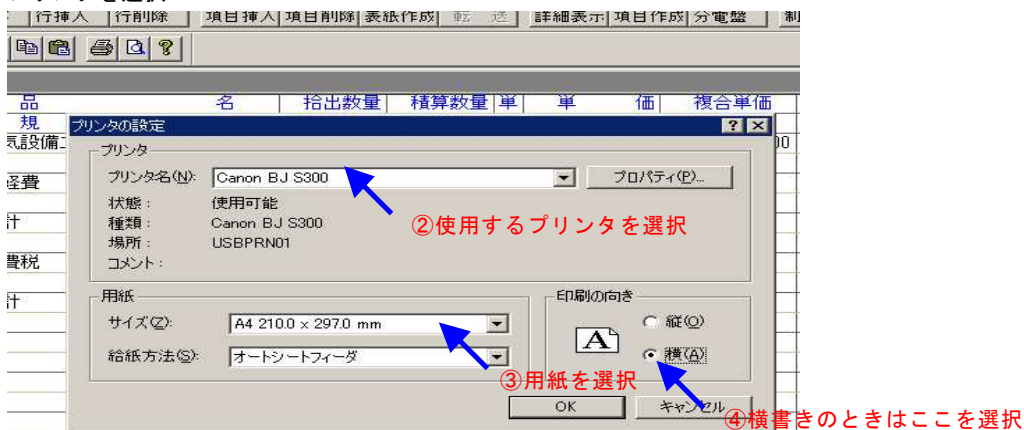 行挿入 行削除 項目挿入 項目削除 表紙作成 転 送 詳細表示 項目作成 分電盤
品 名 拾出数量 積算数量 単 単 価 複合単価
規
プリンタの設定
気設備
プリンタ
経費
プリンタ名(N): Canon BJ S300 プロパティ(P)...
状態: 使用可能
計
種類: Canon BJ S300
②使用するプリンタを選択
場所: USBPRN01
費税
コメント:
計
用紙
印刷の向き
サイズ(Z): A4 210.0 x 297.0 mm
縦(O)
給紙方法(S): オートシートフィーダ
横(A)
③用紙を選択
OK キャンセル
④横書きのときはここを選択